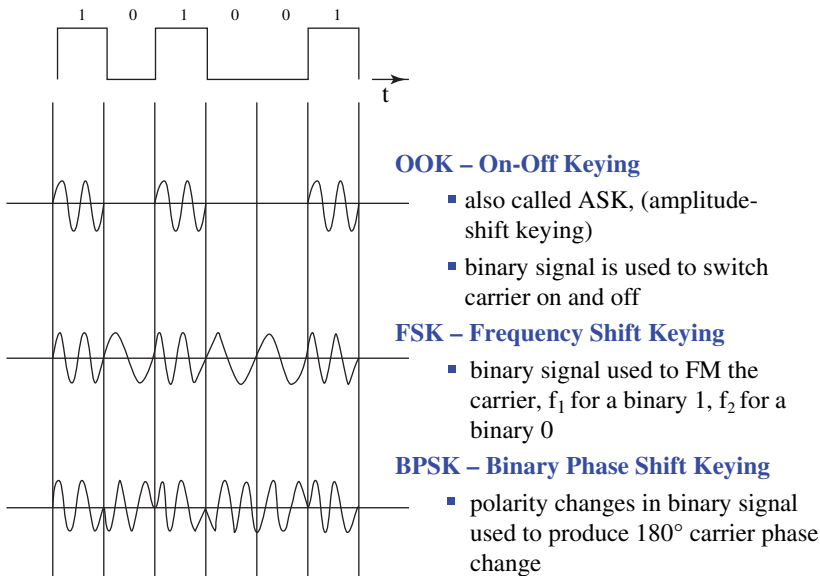 1 0 1 0 0 1
t
OOK – On-Off Keying
▪ also called ASK, (amplitude-
shift keying)
▪ binary signal is used to switch
carrier on and off
FSK – Frequency Shift Keying
▪ binary signal used to FM the
carrier, f₁ for a binary 1, f₂ for a
binary 0
BPSK – Binary Phase Shift Keying
▪ polarity changes in binary signal
used to produce 180° carrier phase
change